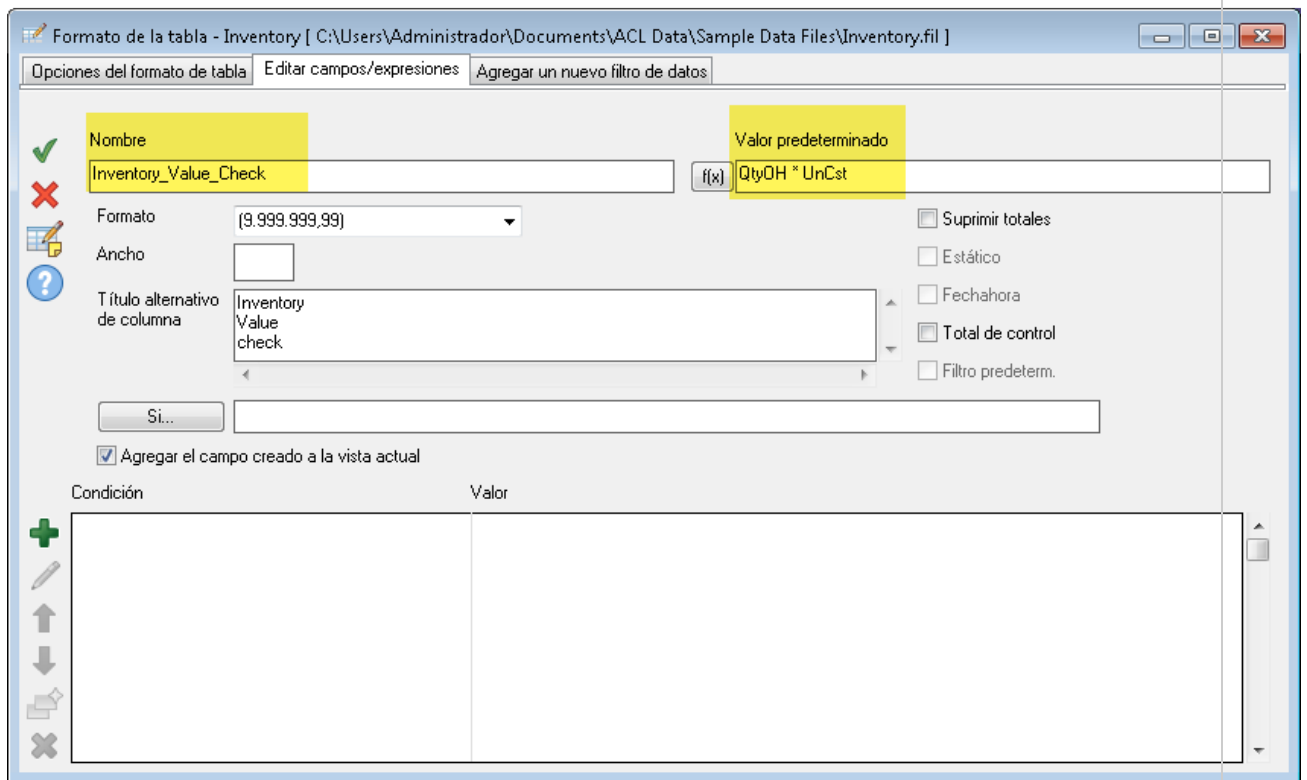 Formato de la tabla - Inventory [ C:\Users\Administrador\Documents\ACL Data\Sample Data Files\Inventory.fil ]
Opciones del formato de tabla
Editar campos/expresiones
Agregar un nuevo filtro de datos
Nombre
Valor predeterminado
Inventory_Value_Check
f(x)
QtyOH * UnCst
Formato
(9.999.999,99)
Suprimir totales
Ancho
Estático
Título alternativo
de columna
Inventory
Value
check
Fechahora
Total de control
Filtro predeterm.
Si...
Agregar el campo creado a la vista actual
Condición
Valor